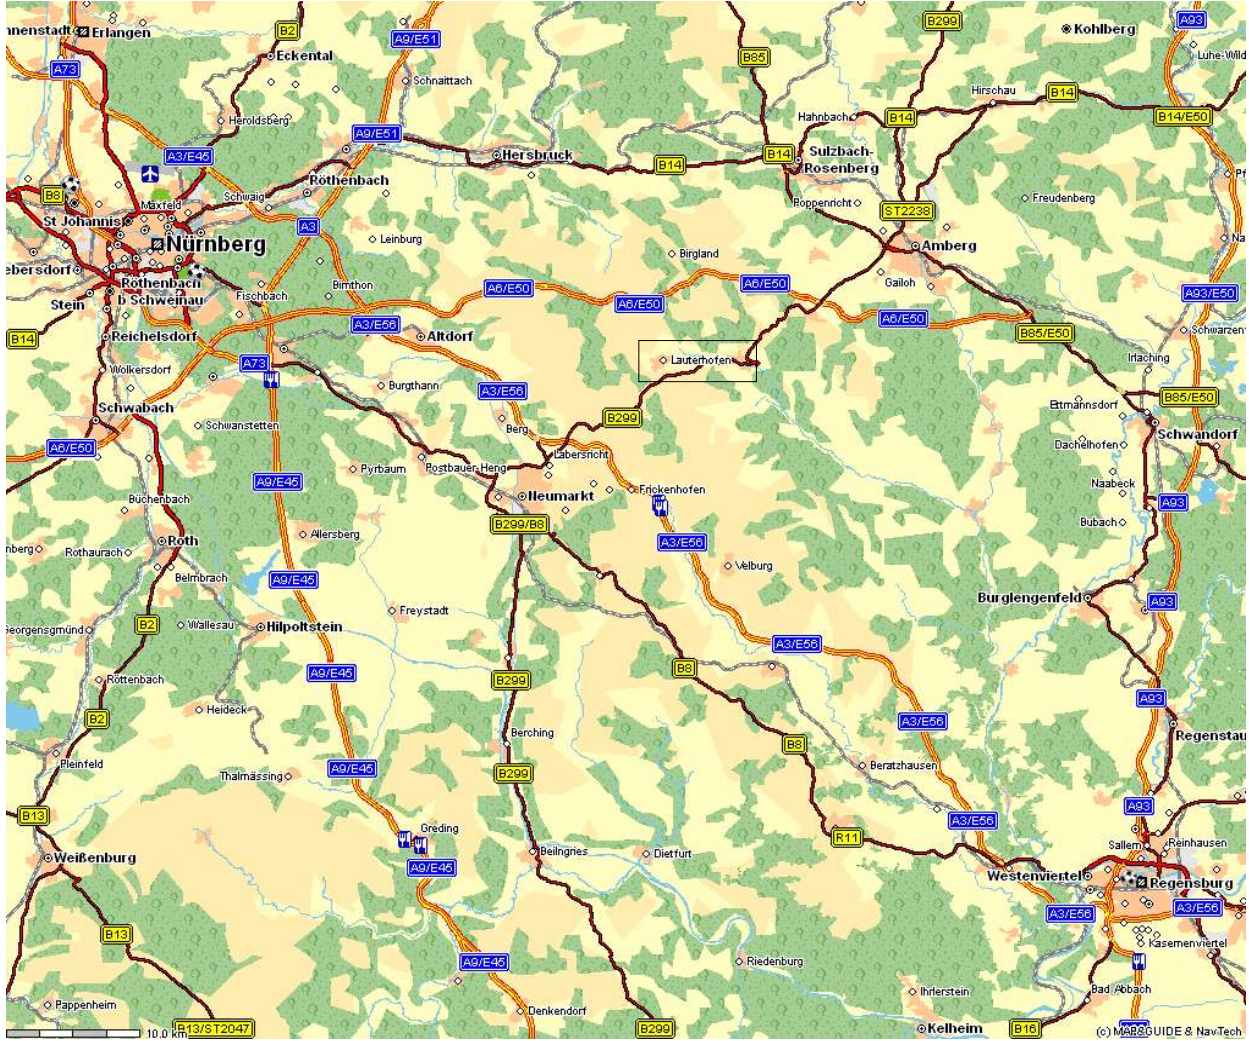 nnenstadt
Erlangen
B2
A9/E51
B299
A93
Kohlberg
Eckental
B85
Luhe-Wild
A73
Schnaittach
Hirschau
B14
Heroldsberg
A9/E51
Hahnbach
B14
B14/E50
A3/E45
Hersbruck
B14
B14
Sulzbach-
Rosenberg
B8
Röthenbach
Maxfeld
Schwaig
Poppenricht
ST2238
Freudenberg
St Johannis
A3
Nürnberg
Leinburg
Birgland
Amberg
ebersdorf
Röthenbach
b Schweinau
Stein
Fischbach
Birnthon
A6/E50
A6/E50
A6/E50
Gailoh
A93/E50
A6/E50
B14
Reichelsdorf
A3/E56
Altdorf
B85/E50
Schwarzen
Wolkersdorf
A73
Lauterhofen
Irlaching
Burgthann
A3/E56
Schwabach
Schwanstetten
Berg
B299
Ettmannsdorf
B85/E50
Schwandorf
A6/E50
Dachelhofen
Labersricht
Pyrbaum
Postbauer-Heng
A9/E45
Naabeck
Büchenbach
Neumarkt
Frickenhofen
A93
B299/B8
Bubach
Allersberg
nberg
Rothaurach
Roth
A3/E56
Velburg
Belmbrach
A9/E45
Burglengenfeld
A93
Freystadt
Georgensgmünd
B2
Wallesau
Hilpoltstein
A3/E56
Röttenbach
A9/E45
B299
B8
A93
Heideck
B2
A3/E56
Regenstau
Berching
B8
Pleinfeld
Thalmässing
A9/E45
B299
Beratzhausen
B13
A93
Greding
A3/E56
R11
Sallern
Reinhausen
Weißenburg
A9/E45
Beilngries
Dietfurt
Westenviertel
Regensburg
A3/E56
A3/E56
B13
Kasernenviertel
A9/E45
Riedenburg
Bad Abbach
Pappenheim
Ihrlerstein
Denkendorf
10.0 km
B13/ST2047
B299
Kelheim
B16
(c) MAP&GUIDE & NavTech